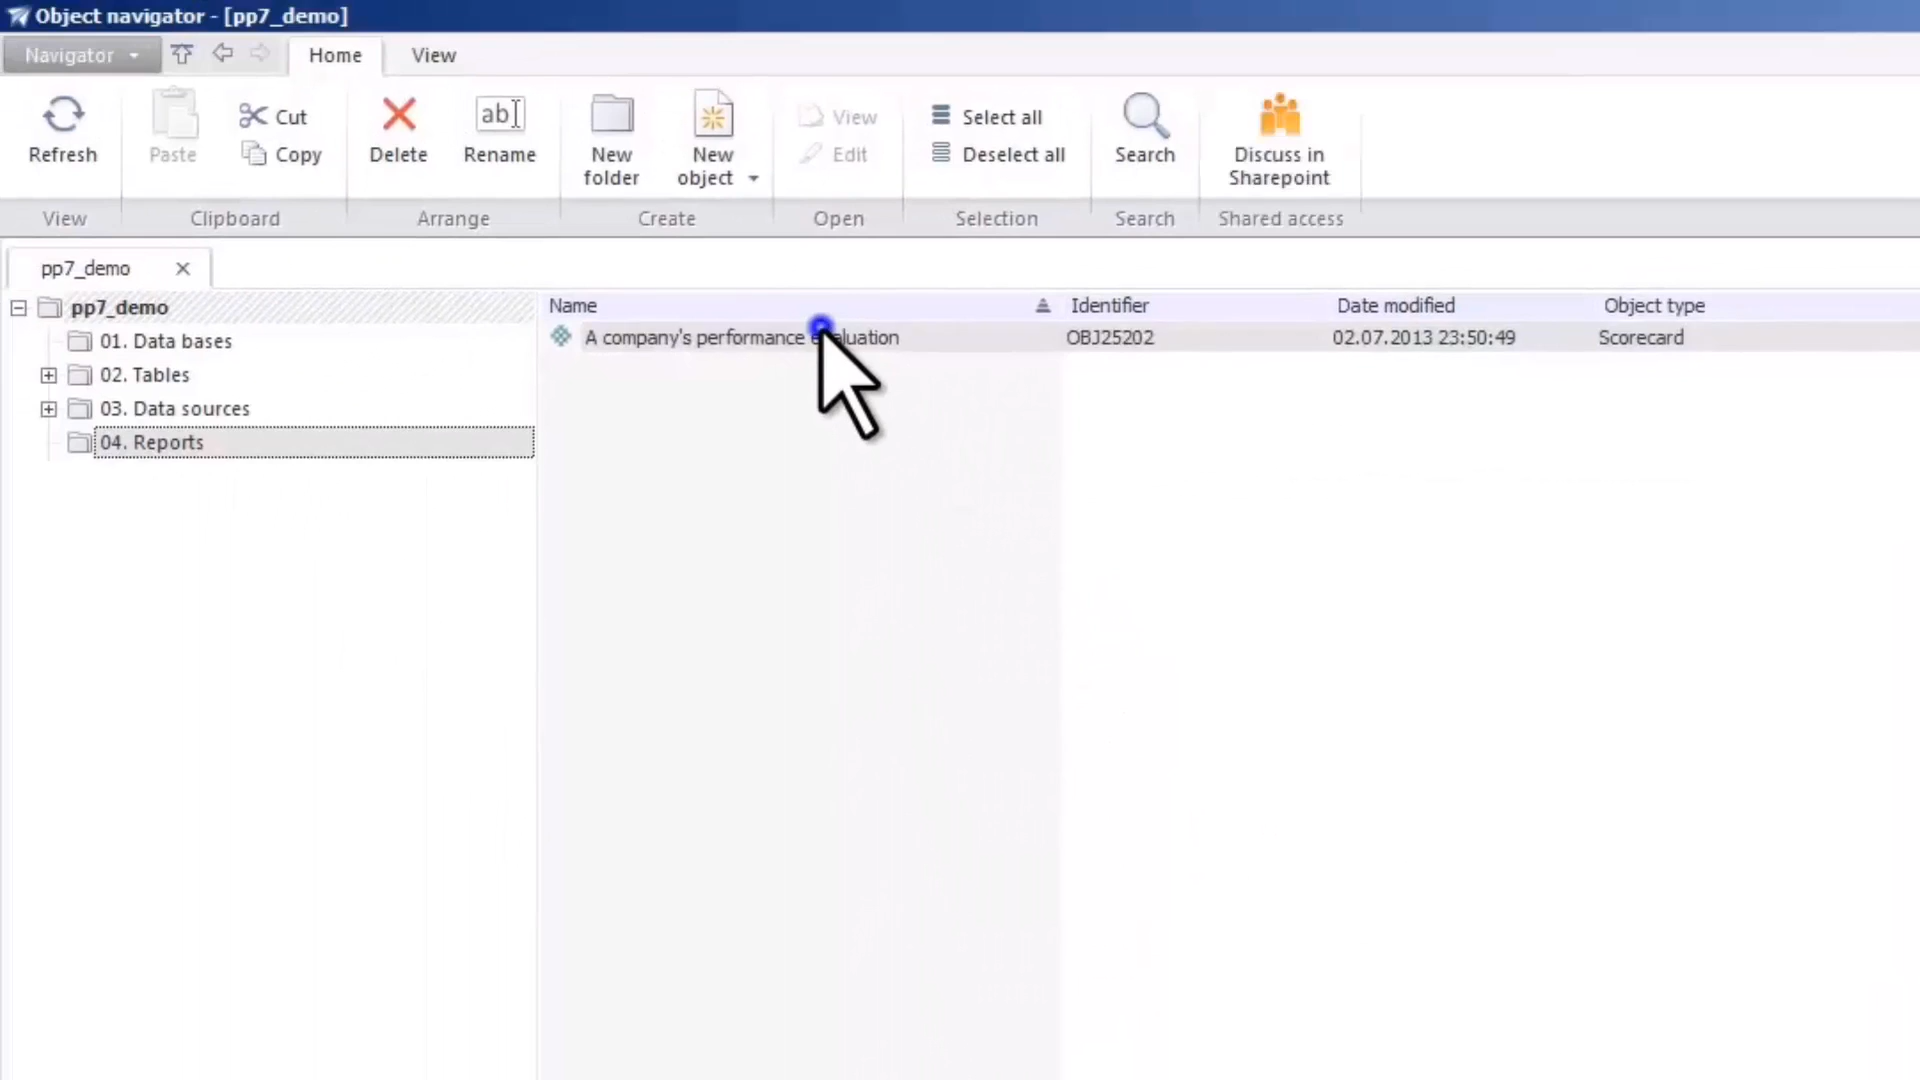 Object navigator - [pp7_demo]
Navigator
Home
View
Refresh
Paste
Cut
Copy
Delete
ab
Rename
New folder
New object
View
Edit
Select all
Deselect all
Search
Discuss in Sharepoint
View
Clipboard
Arrange
Create
Open
Selection
Search
Shared access
pp7_demo
pp7_demo
01. Data bases
02. Tables
03. Data sources
04. Reports
Name
Identifier
Date modified
Object type
A company's performance evaluation
OBJ25202
02.07.2013 23:50:49
Scorecard